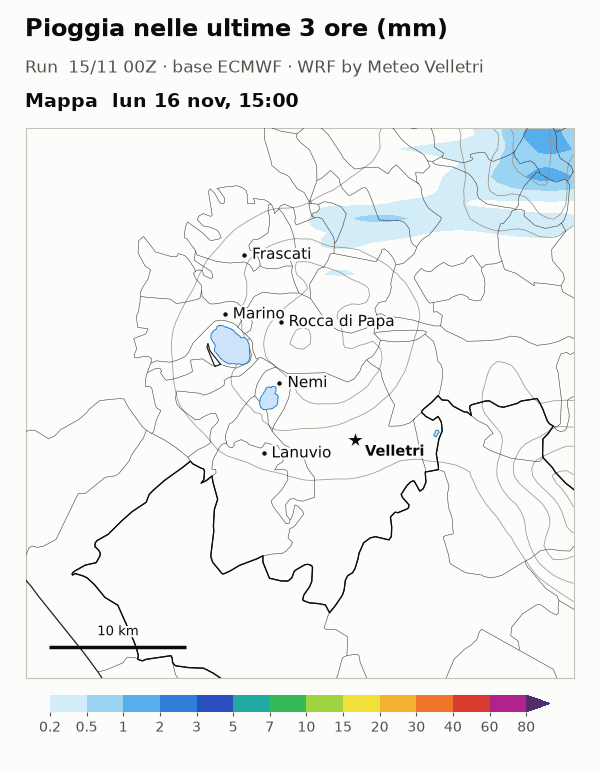 Pioggia nelle ultime 3 ore (mm)
Run  15/11 00Z · base ECMWF · WRF by Meteo Velletri
Mappa  lun 16 nov, 15:00
Frascati
Marino
Rocca di Papa
Nemi
Velletri
Lanuvio
10 km
0.2 0.5 1 2 3 5 7 10 15 20 30 40 60 80